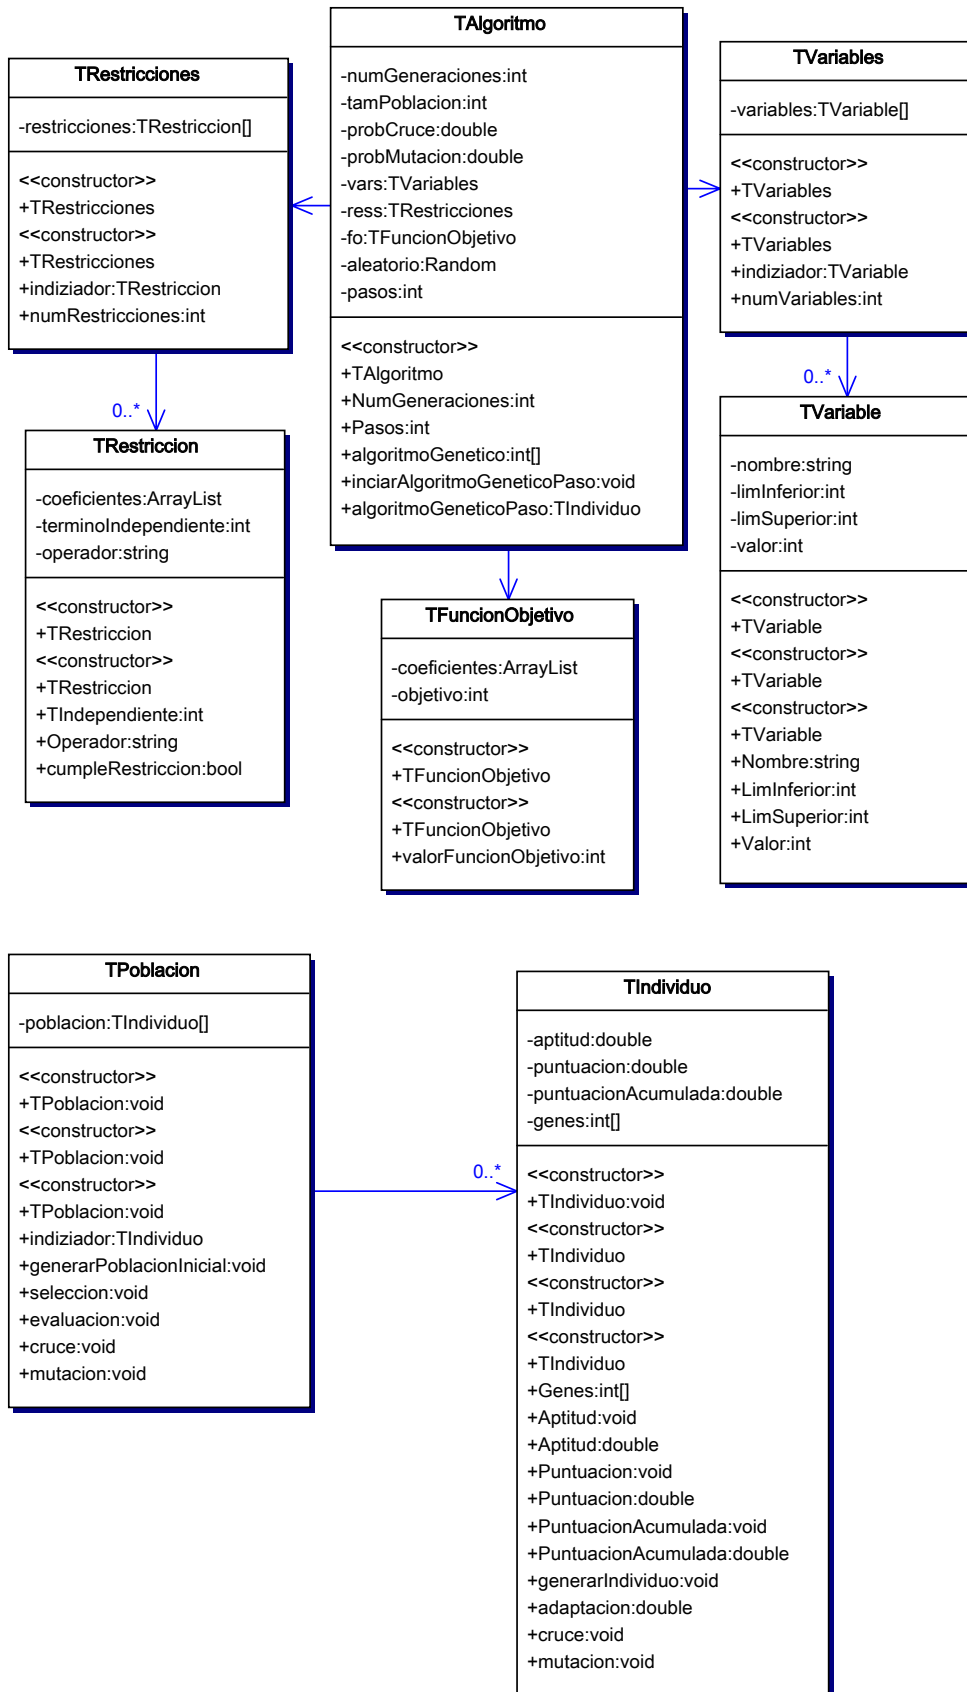 TAlgoritmo
-numGeneraciones:int
-tamPoblacion:int
-probCruce:double
-probMutacion:double
-vars:TVariables
-ress:TRestricciones
-fo:TFuncionObjetivo
-aleatorio:Random
-pasos:int
<<constructor>>
+TAlgoritmo
+NumGeneraciones:int
+Pasos:int
+algoritmoGenetico:int[]
+inciarAlgoritmoGeneticoPaso:void
+algoritmoGeneticoPaso:TIndividuo
TRestricciones
-restricciones:TRestriccion[]
<<constructor>>
+TRestricciones
<<constructor>>
+TRestricciones
+indiziador:TRestriccion
+numRestricciones:int
TVariables
-variables:TVariable[]
<<constructor>>
+TVariables
<<constructor>>
+TVariables
+indiziador:TVariable
+numVariables:int
0..*
TRestriccion
-coeficientes:ArrayList
-terminoIndependiente:int
-operador:string
<<constructor>>
+TRestriccion
<<constructor>>
+TRestriccion
+TIndependiente:int
+Operador:string
+cumpleRestriccion:bool
TFuncionObjetivo
-coeficientes:ArrayList
-objetivo:int
<<constructor>>
+TFuncionObjetivo
<<constructor>>
+TFuncionObjetivo
+valorFuncionObjetivo:int
0..*
TVariable
-nombre:string
-limInferior:int
-limSuperior:int
-valor:int
<<constructor>>
+TVariable
<<constructor>>
+TVariable
<<constructor>>
+TVariable
+Nombre:string
+LimInferior:int
+LimSuperior:int
+Valor:int
TPoblacion
-poblacion:TIndividuo[]
<<constructor>>
+TPoblacion:void
<<constructor>>
+TPoblacion:void
<<constructor>>
+TPoblacion:void
+indiziador:TIndividuo
+generarPoblacionInicial:void
+seleccion:void
+evaluacion:void
+cruce:void
+mutacion:void
0..*
TIndividuo
-aptitud:double
-puntuacion:double
-puntuacionAcumulada:double
-genes:int[]
<<constructor>>
+TIndividuo:void
<<constructor>>
+TIndividuo
<<constructor>>
+TIndividuo
<<constructor>>
+TIndividuo
+Genes:int[]
+Aptitud:void
+Aptitud:double
+Puntuacion:void
+Puntuacion:double
+PuntuacionAcumulada:void
+PuntuacionAcumulada:double
+generarIndividuo:void
+adaptacion:double
+cruce:void
+mutacion:void